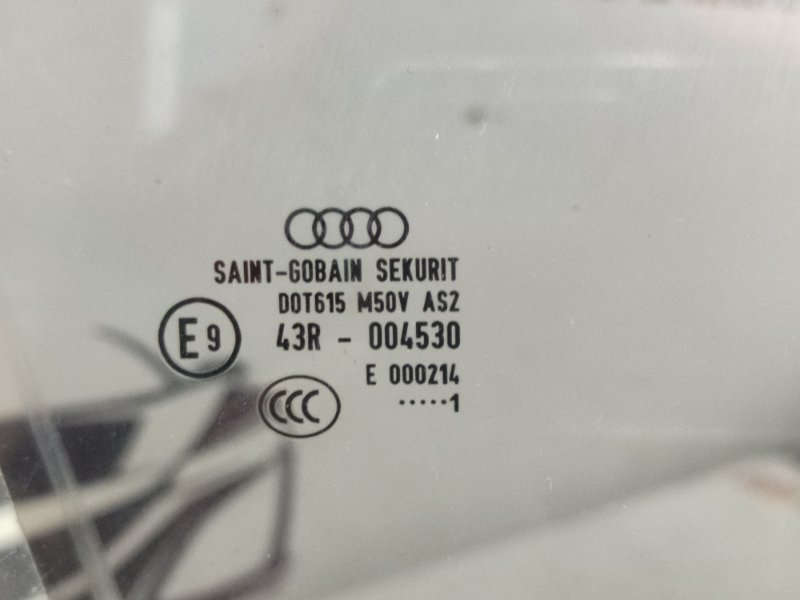 SAINT-GOBAIN SEKURIT
DOT615 M50V AS2
E9 43R - 004530
E 000214
CCC
·····1